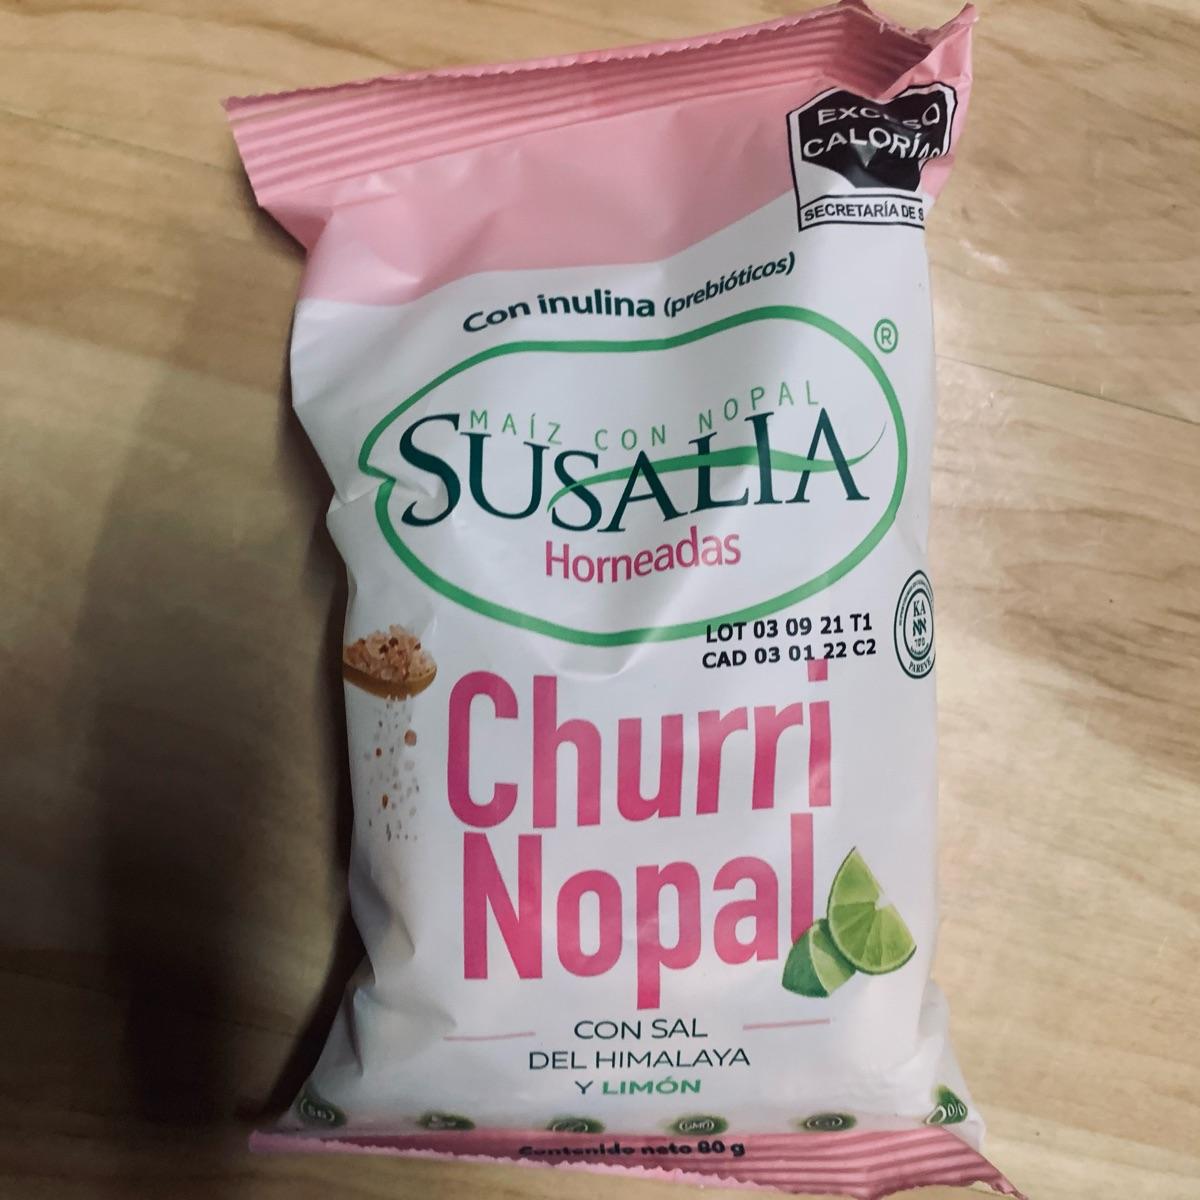 EXCESO
CALORÍAS
SECRETARÍA DE S
Con inulina (prebióticos)
®
MAÍZ CON NOPAL
SUSALIA
Horneadas
LOT 03 09 21 T1
CAD 03 01 22 C2
KA
PAREVE
Churri
Nopal
CON SAL
DEL HIMALAYA
Y LIMÓN
Contenido neto 80 g